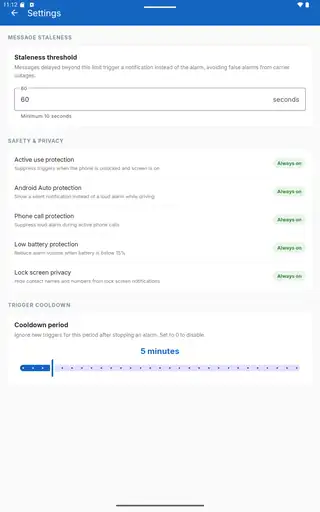 11:12
Settings
MESSAGE STALENESS
Staleness threshold
Messages delayed beyond this limit trigger a notification instead of the alarm, avoiding false alarms from carrier
outages.
60
60 seconds
Minimum 10 seconds
SAFETY & PRIVACY
Active use protection
Suppress triggers when the phone is unlocked and screen is on
Always on
Android Auto protection
Show a silent notification instead of a loud alarm while driving
Always on
Phone call protection
Suppress loud alarm during active phone calls
Always on
Low battery protection
Reduce alarm volume when battery is below 15%
Always on
Lock screen privacy
Hide contact names and numbers from lock screen notifications
Always on
TRIGGER COOLDOWN
Cooldown period
Ignore new triggers for this period after stopping an alarm. Set to 0 to disable.
5 minutes